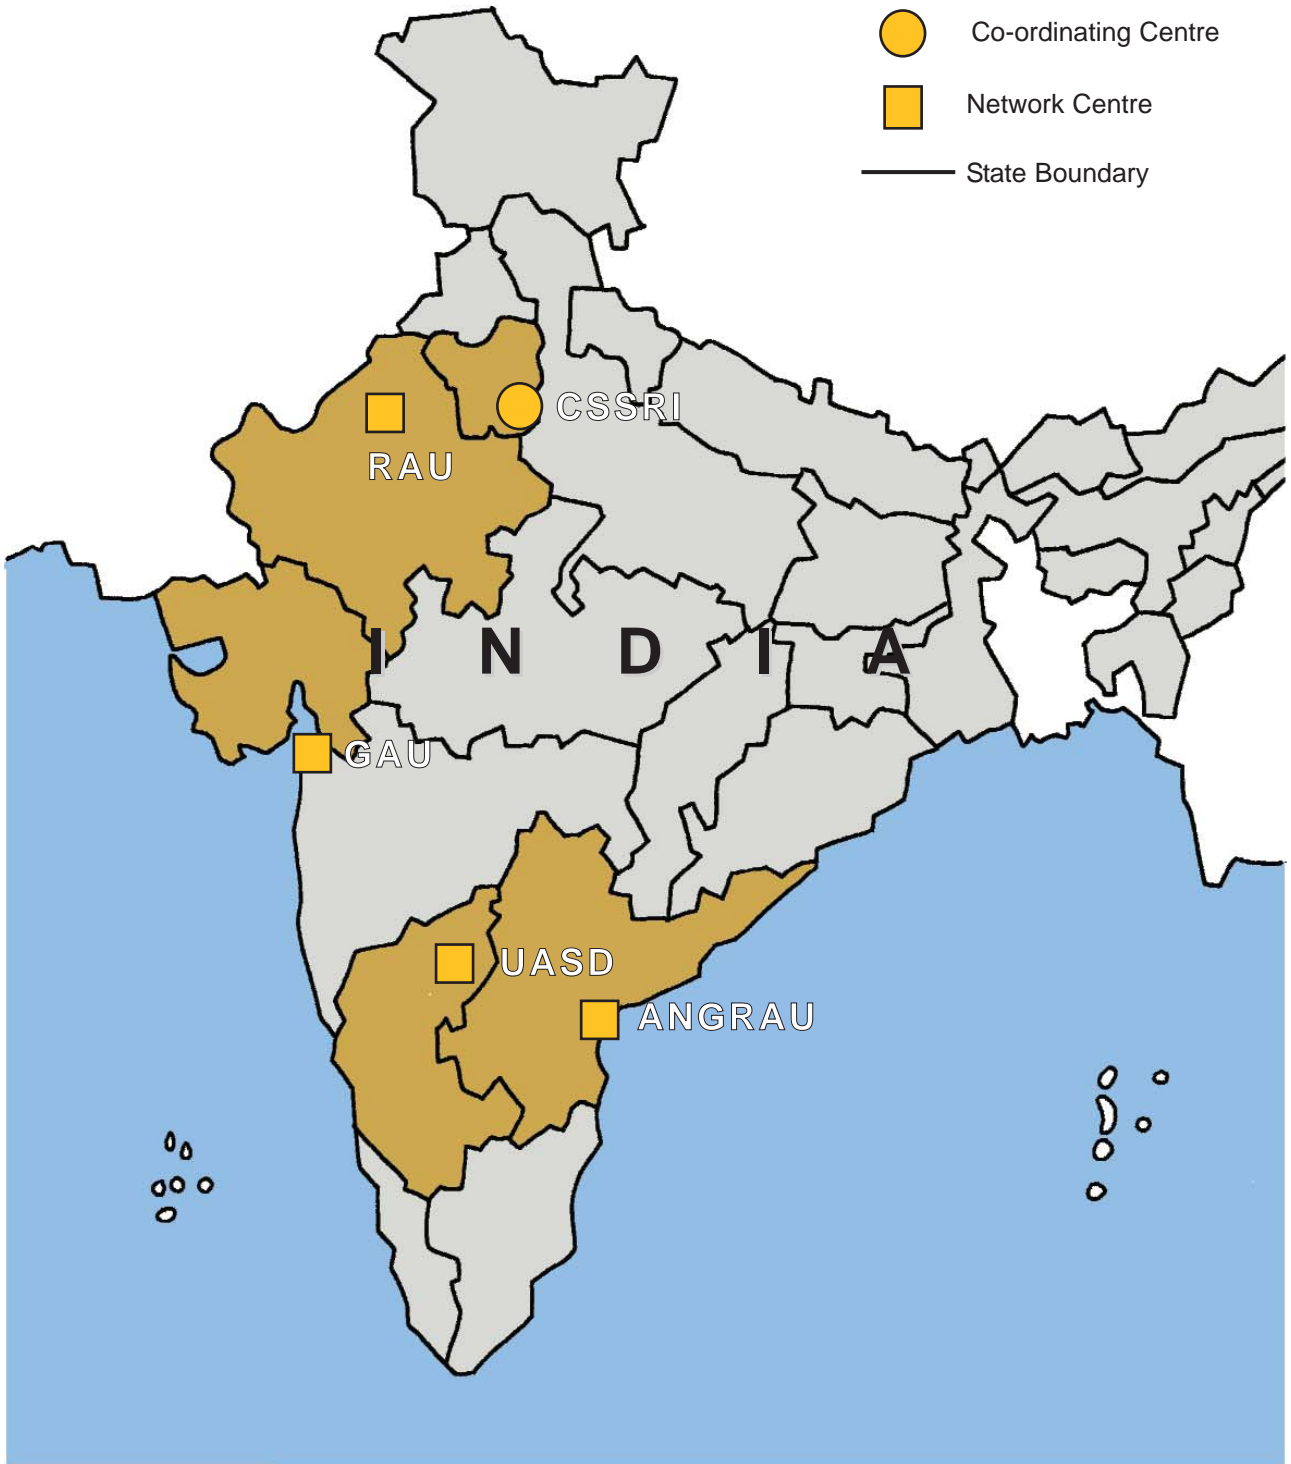 Co-ordinating Centre
Network Centre
State Boundary
CSSRI
RAU
I N D I A
GAU
UASD
ANGRAU